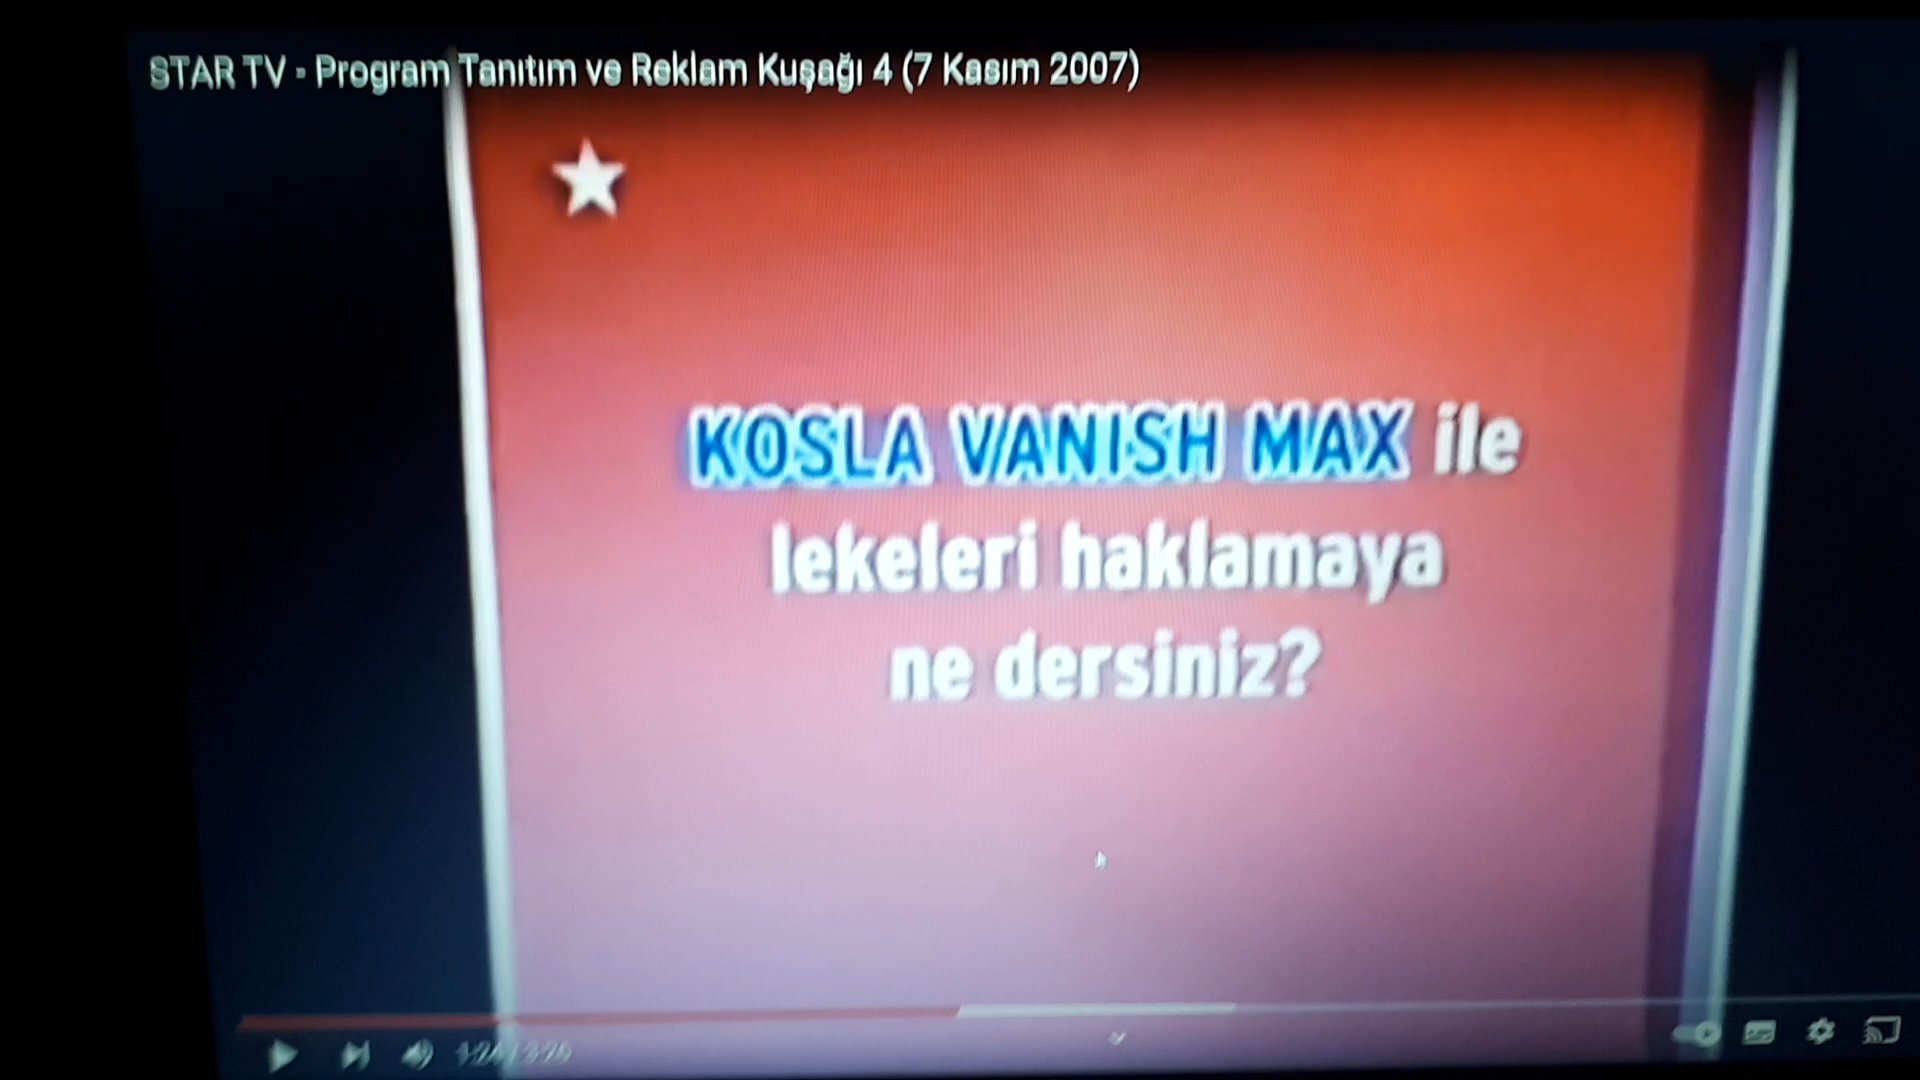 STAR TV - Program Tanıtım ve Reklam Kuşağı 4 (7 Kasım 2007)
KOSLA VANISH MAX ile
lekeleri haklamaya
ne dersiniz?